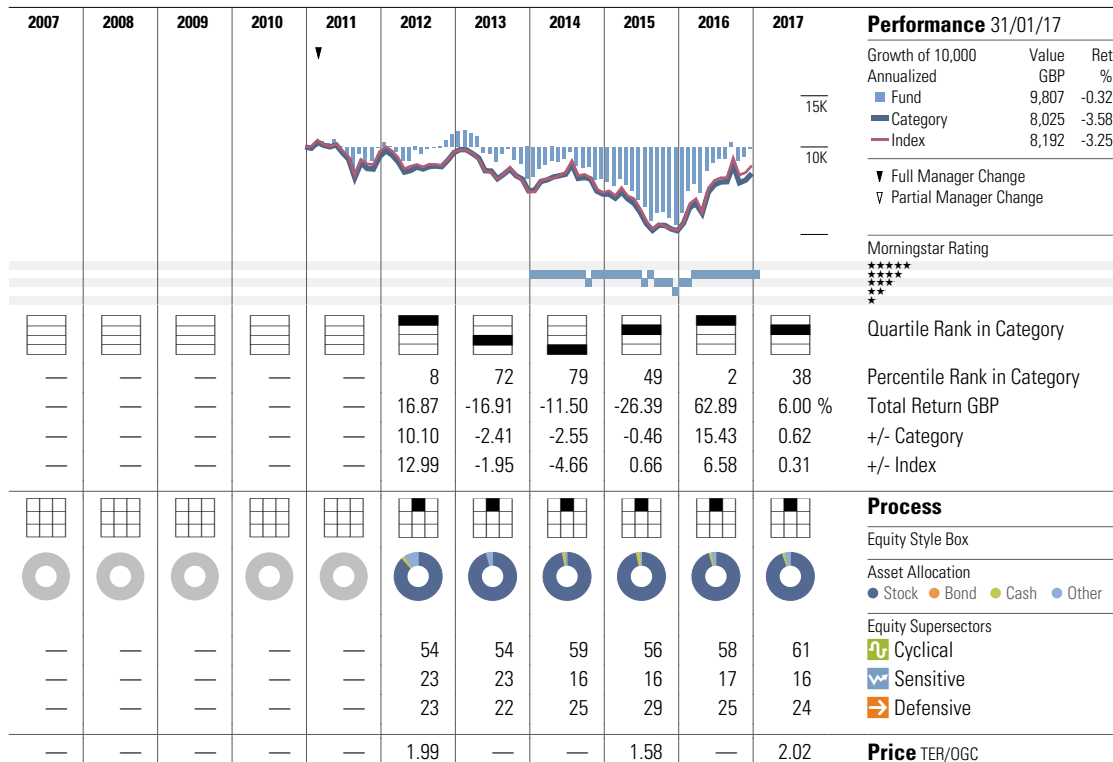 2007 2008 2009 2010 2011 2012 2013 2014 2015 2016 2017
Performance 31/01/17
Growth of 10,000 Value Ret
Annualized GBP %
Fund 9,807 -0.32
Category 8,025 -3.58
Index 8,192 -3.25
15K
10K
Full Manager Change
Partial Manager Change
Morningstar Rating
★★★★★
★★★★
★★★
★★
★
Quartile Rank in Category
— — — — — 8 72 79 49 2 38 Percentile Rank in Category
— — — — — 16.87 -16.91 -11.50 -26.39 62.89 6.00 % Total Return GBP
— — — — — 10.10 -2.41 -2.55 -0.46 15.43 0.62 +/- Category
— — — — — 12.99 -1.95 -4.66 0.66 6.58 0.31 +/- Index
Process
Equity Style Box
Asset Allocation
Stock Bond Cash Other
Equity Supersectors
— — — — — 54 54 59 56 58 61 Cyclical
— — — — — 23 23 16 16 17 16 Sensitive
— — — — — 23 22 25 29 25 24 Defensive
— — — — — 1.99 — — 1.58 — 2.02 Price TER/OGC